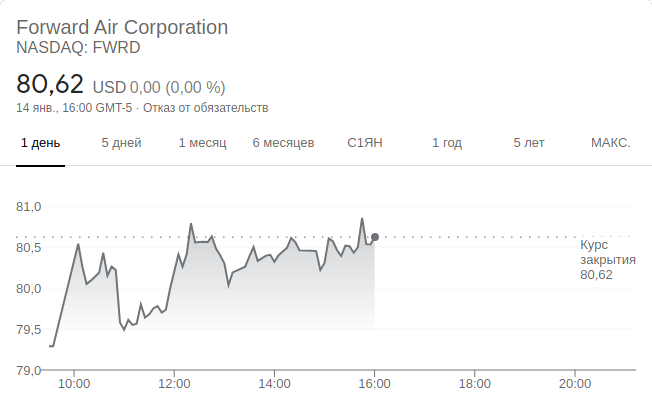 Forward Air Corporation
NASDAQ: FWRD
80,62 USD 0,00 (0,00 %)
14 янв., 16:00 GMT-5 · Отказ от обязательств
1 день 5 дней 1 месяц 6 месяцев С1ЯН 1 год 5 лет МАКС.
81,0
80,5
80,0
79,5
79,0
Курс
закрытия
80,62
10:00 12:00 14:00 16:00 18:00 20:00